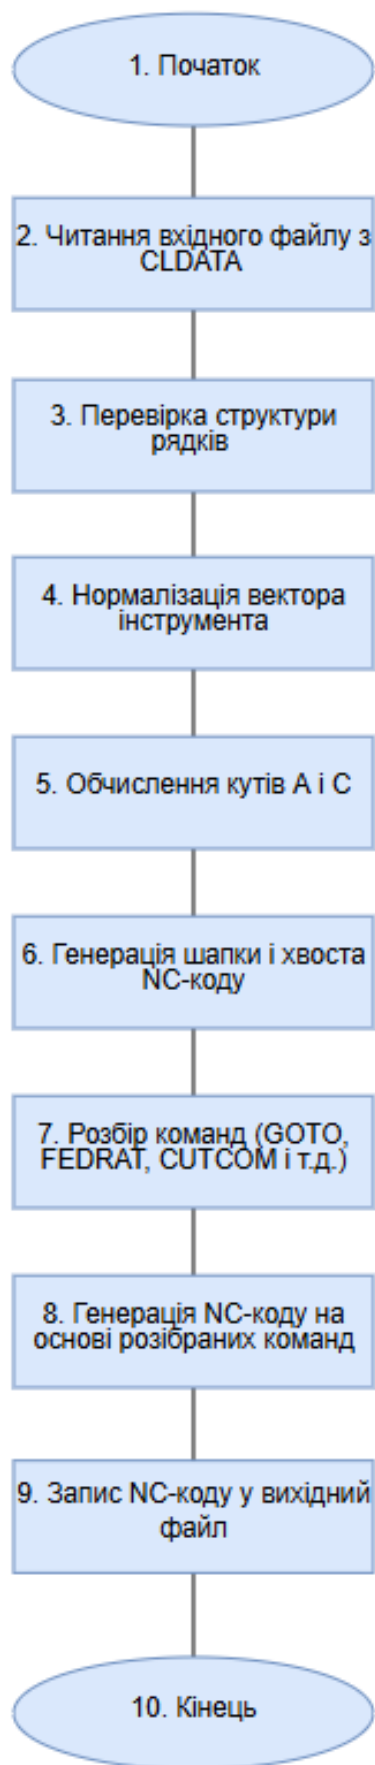 1. Початок
2. Читання вхідного файлу з
CLDATA
3. Перевірка структури
рядків
4. Нормалізація вектора
інструмента
5. Обчислення кутів A і C
6. Генерація шапки і хвоста
NC-коду
7. Розбір команд (GOTO,
FEDRAT, CUTCOM і т.д.)
8. Генерація NC-коду на
основі розібраних команд
9. Запис NC-коду у вихідний
файл
10. Кінець